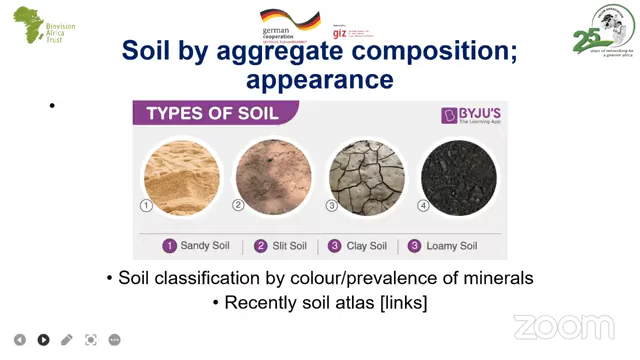 Biovision
Africa
Trust
german
cooperation
giz
25
Soil by aggregate composition;
appearance
•
TYPES OF SOIL
BYJU'S
The Learning App
1
2
3
4
1 Sandy Soil
2 Slit Soil
3 Clay Soil
3 Loamy Soil
• Soil classification by colour/prevalence of minerals
• Recently soil atlas [links]
zoom